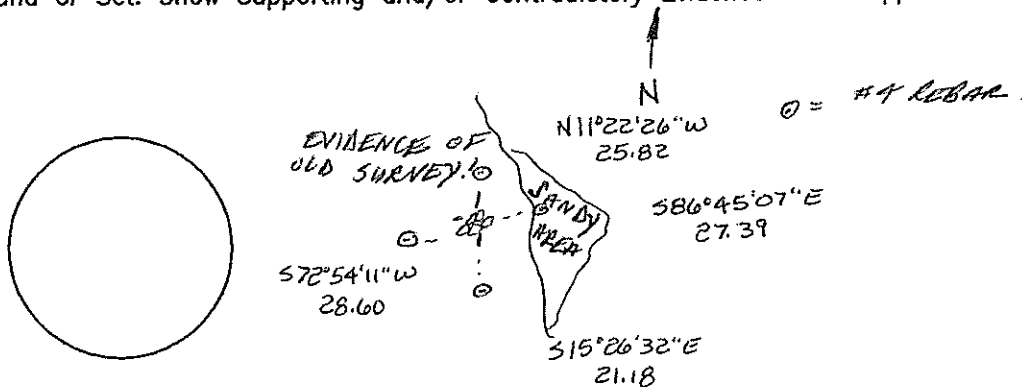 and or Set. Show Supporting and/or Contradictory
N
N11°22'26"W
25.82
⊙ = #4 REBAR
EVIDENCE OF
OLD SURVEY!
SANDY
AREA
S86°45'07"E
27.39
S72°54'11"W
28.60
S15°26'32"E
21.18